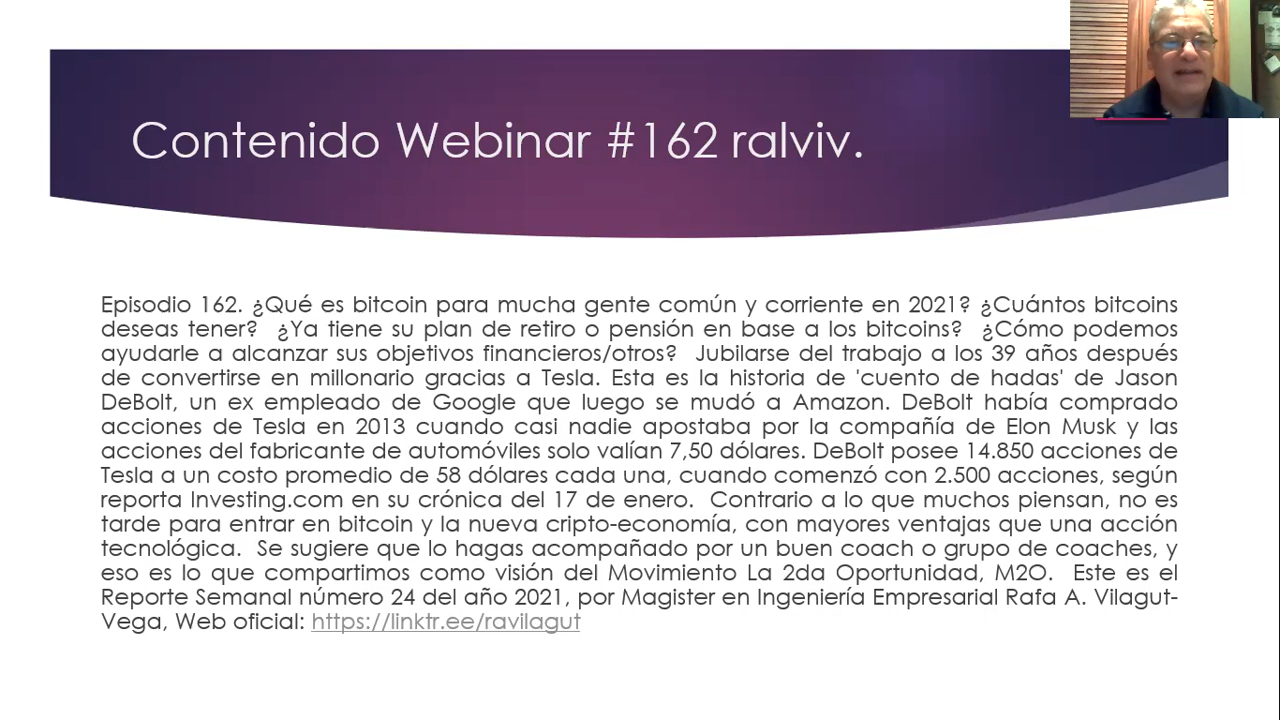 Contenido Webinar #162 ralviv.
Episodio 162. ¿Qué es bitcoin para mucha gente común y corriente en 2021? ¿Cuántos bitcoins
deseas tener? ¿Ya tiene su plan de retiro o pensión en base a los bitcoins? ¿Cómo podemos
ayudarle a alcanzar sus objetivos financieros/otros? Jubilarse del trabajo a los 39 años después
de convertirse en millonario gracias a Tesla. Esta es la historia de 'cuento de hadas' de Jason
DeBolt, un ex empleado de Google que luego se mudó a Amazon. DeBolt había comprado
acciones de Tesla en 2013 cuando casi nadie apostaba por la compañía de Elon Musk y las
acciones del fabricante de automóviles solo valían 7,50 dólares. DeBolt posee 14.850 acciones de
Tesla a un costo promedio de 58 dólares cada una, cuando comenzó con 2.500 acciones, según
reporta Investing.com en su crónica del 17 de enero. Contrario a lo que muchos piensan, no es
tarde para entrar en bitcoin y la nueva cripto-economía, con mayores ventajas que una acción
tecnológica. Se sugiere que lo hagas acompañado por un buen coach o grupo de coaches, y
eso es lo que compartimos como visión del Movimiento La 2da Oportunidad, M2O. Este es el
Reporte Semanal número 24 del año 2021, por Magister en Ingeniería Empresarial Rafa A. Vilagut-
Vega, Web oficial: https://linktr.ee/ravilagut